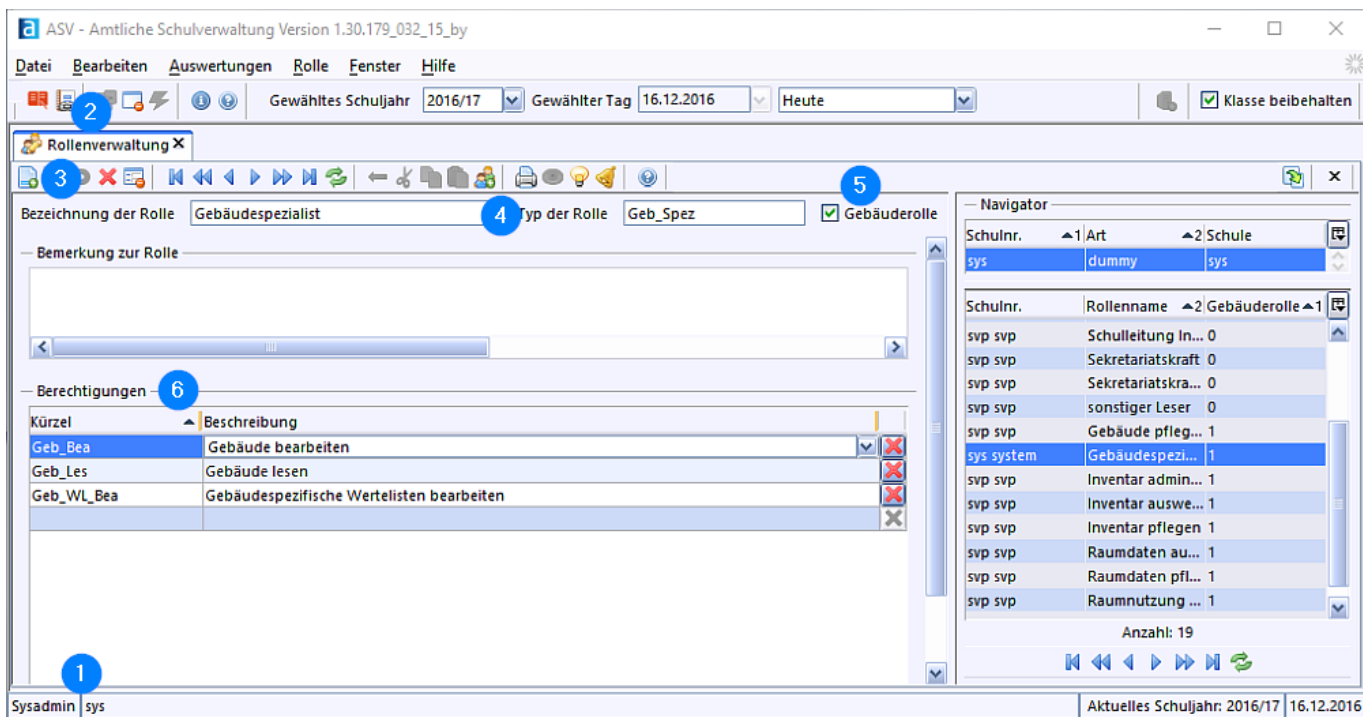 ASV - Amtliche Schulverwaltung Version 1.30.179_032_15_by
Datei Bearbeiten Auswertungen Rolle Fenster Hilfe
2 Gewähltes Schuljahr 2016/17 Gewählter Tag 16.12.2016 Heute Klasse beibehalten
Rollenverwaltung
3
5
Bezeichnung der Rolle Gebäudespezialist 4 Typ der Rolle Geb_Spez Gebäuderolle
Bemerkung zur Rolle
Berechtigungen 6
Kürzel Beschreibung
Geb_Bea Gebäude bearbeiten
Geb_Les Gebäude lesen
Geb_WL_Bea Gebäudespezifische Wertelisten bearbeiten
Navigator
Schulnr. 1 Art 2 Schule
sys dummy sys
Schulnr. Rollenname 2 Gebäuderolle 1
svp svp Schulleitung In... 0
svp svp Sekretariatskraft 0
svp svp Sekretariatskra... 0
svp svp sonstiger Leser 0
svp svp Gebäude pfleg... 1
sys system Gebäudespezi... 1
svp svp Inventar admin... 1
svp svp Inventar auswe... 1
svp svp Inventar pflegen 1
svp svp Raumdaten au... 1
svp svp Raumdaten pfl... 1
svp svp Raumnutzung ... 1
Anzahl: 19
1
Sysadmin sys Aktuelles Schuljahr: 2016/17 16.12.2016